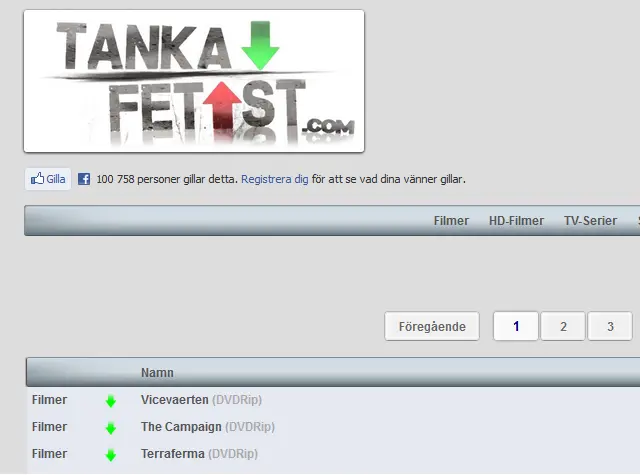 TANKA
FETAST
.COM
Gilla 100 758 personer gillar detta. Registrera dig för att se vad dina vänner gillar.
Filmer HD-Filmer TV-Serier
Föregående 1 2 3
Namn
Filmer Vicevaerten (DVDRip)
Filmer The Campaign (DVDRip)
Filmer Terraferma (DVDRip)